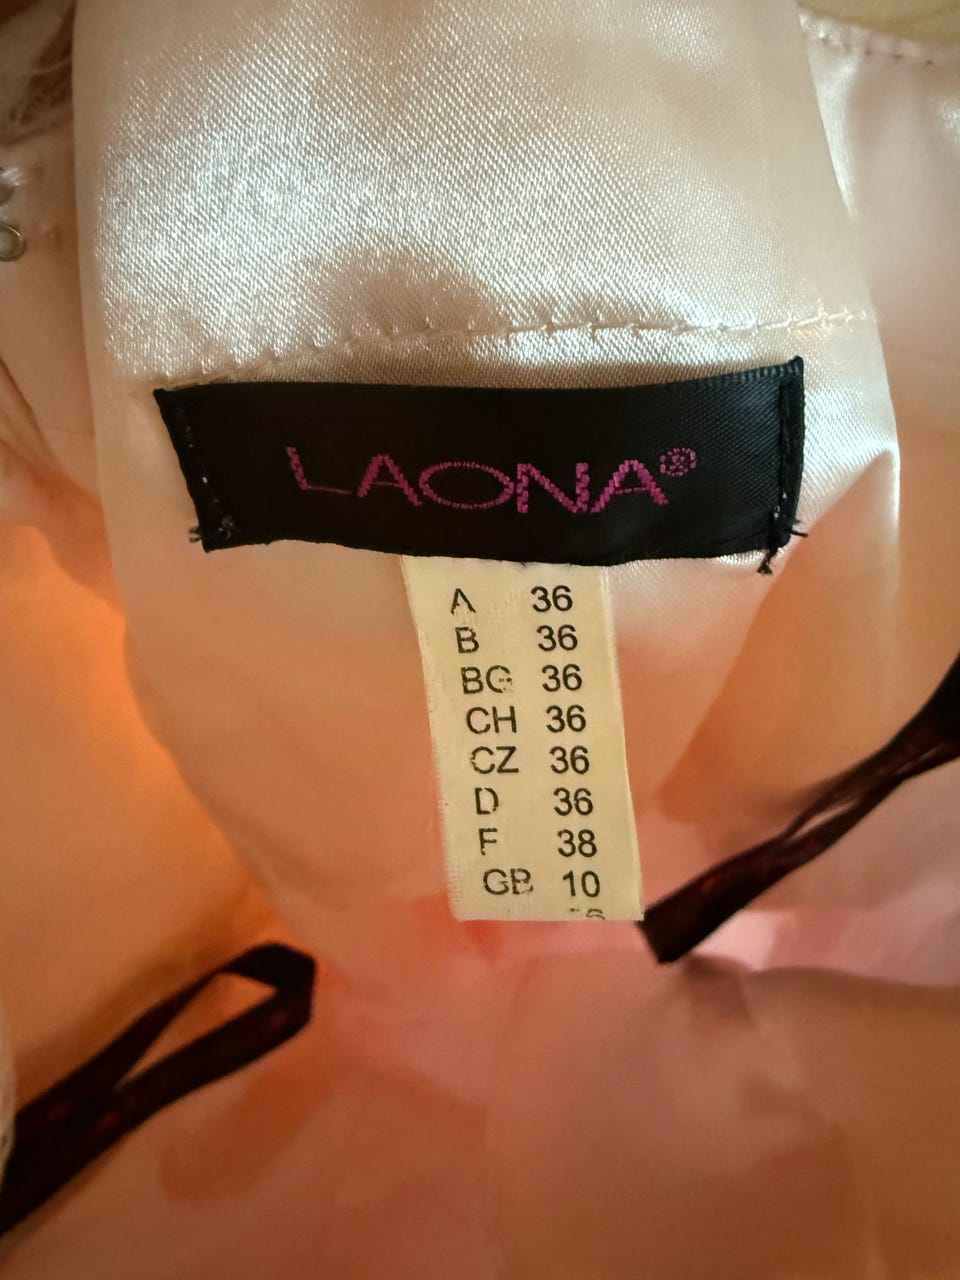 LAONA®
A 36
B 36
BG 36
CH 36
CZ 36
D 36
F 38
GB 10